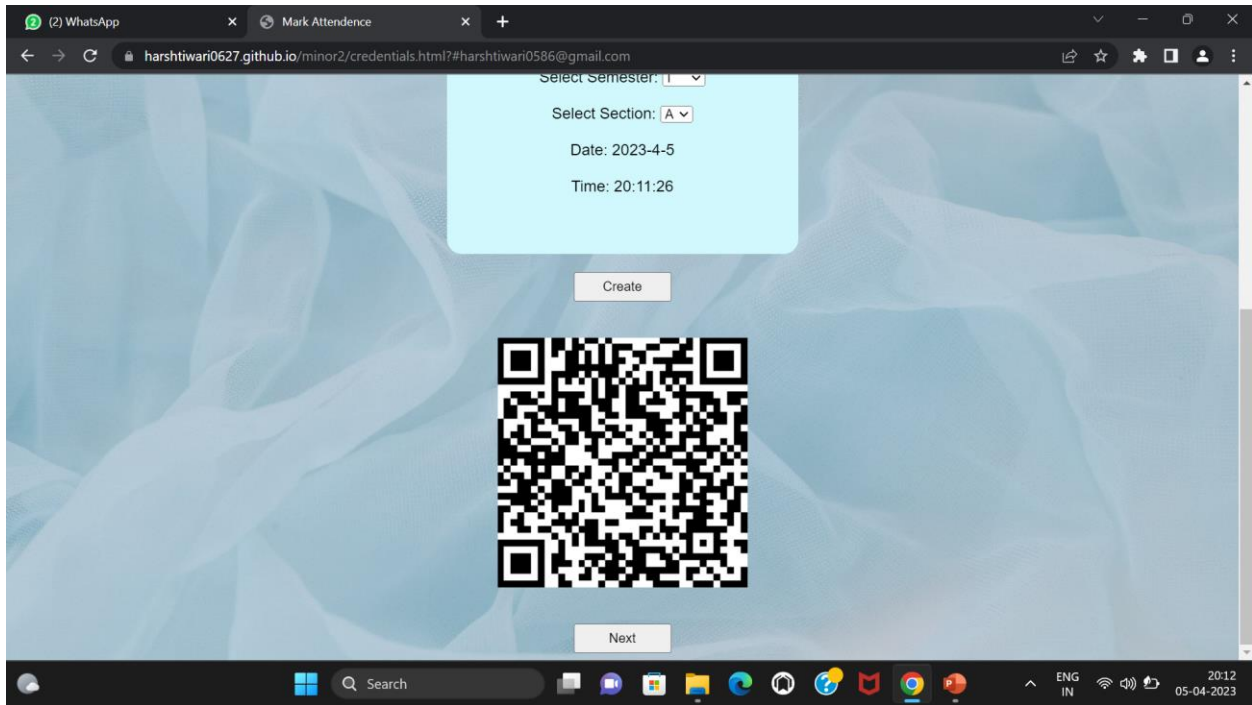 (2) WhatsApp
Mark Attendence
harshtiwari0627.github.io/minor2/credentials.html?#harshtiwari0586@gmail.com
Select Semester: I
Select Section: A
Date: 2023-4-5
Time: 20:11:26
Create
Next
Search
ENG
IN
20:12
05-04-2023